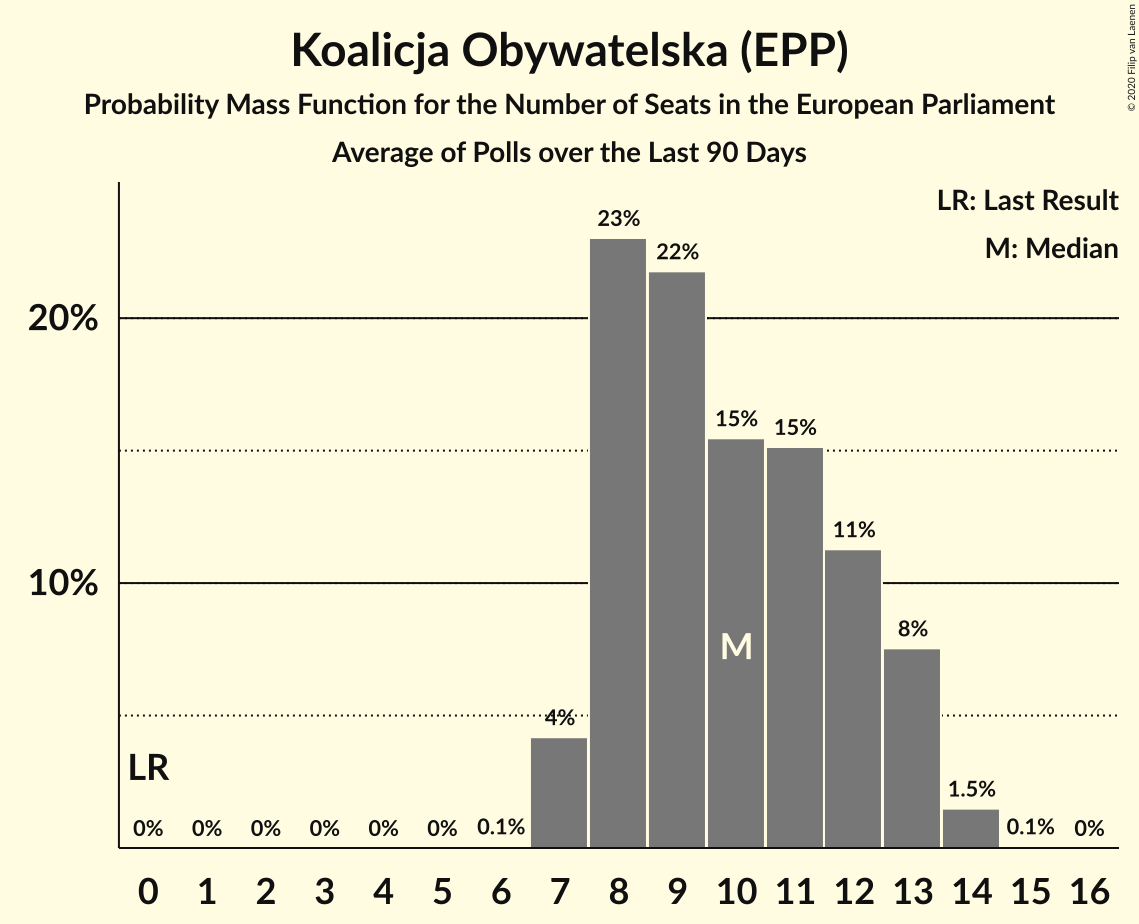 Koalicja Obywatelska (EPP)
Probability Mass Function for the Number of Seats in the European Parliament
Average of Polls over the Last 90 Days
© 2020 Filip van Laenen
LR: Last Result
M: Median
23%
22%
20%
15%
15%
11%
10%
8%
M
4%
LR
1.5%
0%
0%
0%
0%
0%
0%
0.1%
0.1%
0%
0 1 2 3 4 5 6 7 8 9 10 11 12 13 14 15 16